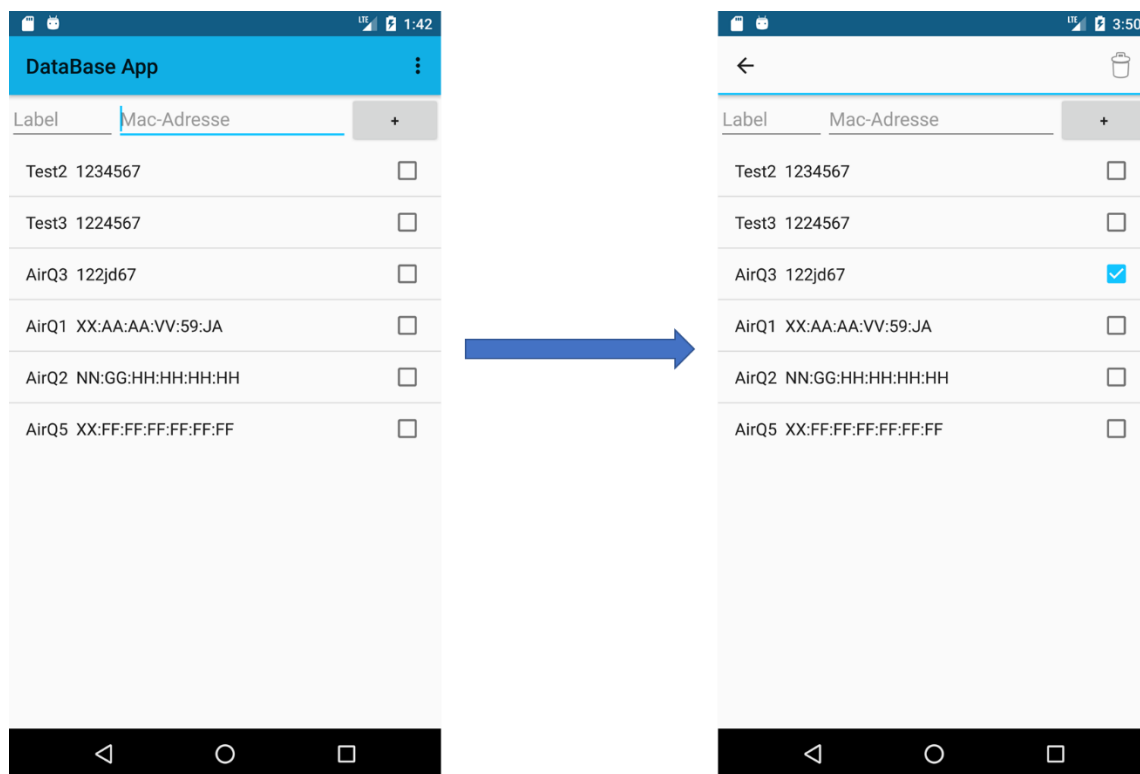 LTE 1:42
DataBase App
Label Mac-Adresse +
Test2 1234567
Test3 1224567
AirQ3 122jd67
AirQ1 XX:AA:AA:VV:59:JA
AirQ2 NN:GG:HH:HH:HH:HH
AirQ5 XX:FF:FF:FF:FF:FF:FF
LTE 3:50
Label Mac-Adresse +
Test2 1234567
Test3 1224567
AirQ3 122jd67
AirQ1 XX:AA:AA:VV:59:JA
AirQ2 NN:GG:HH:HH:HH:HH
AirQ5 XX:FF:FF:FF:FF:FF:FF